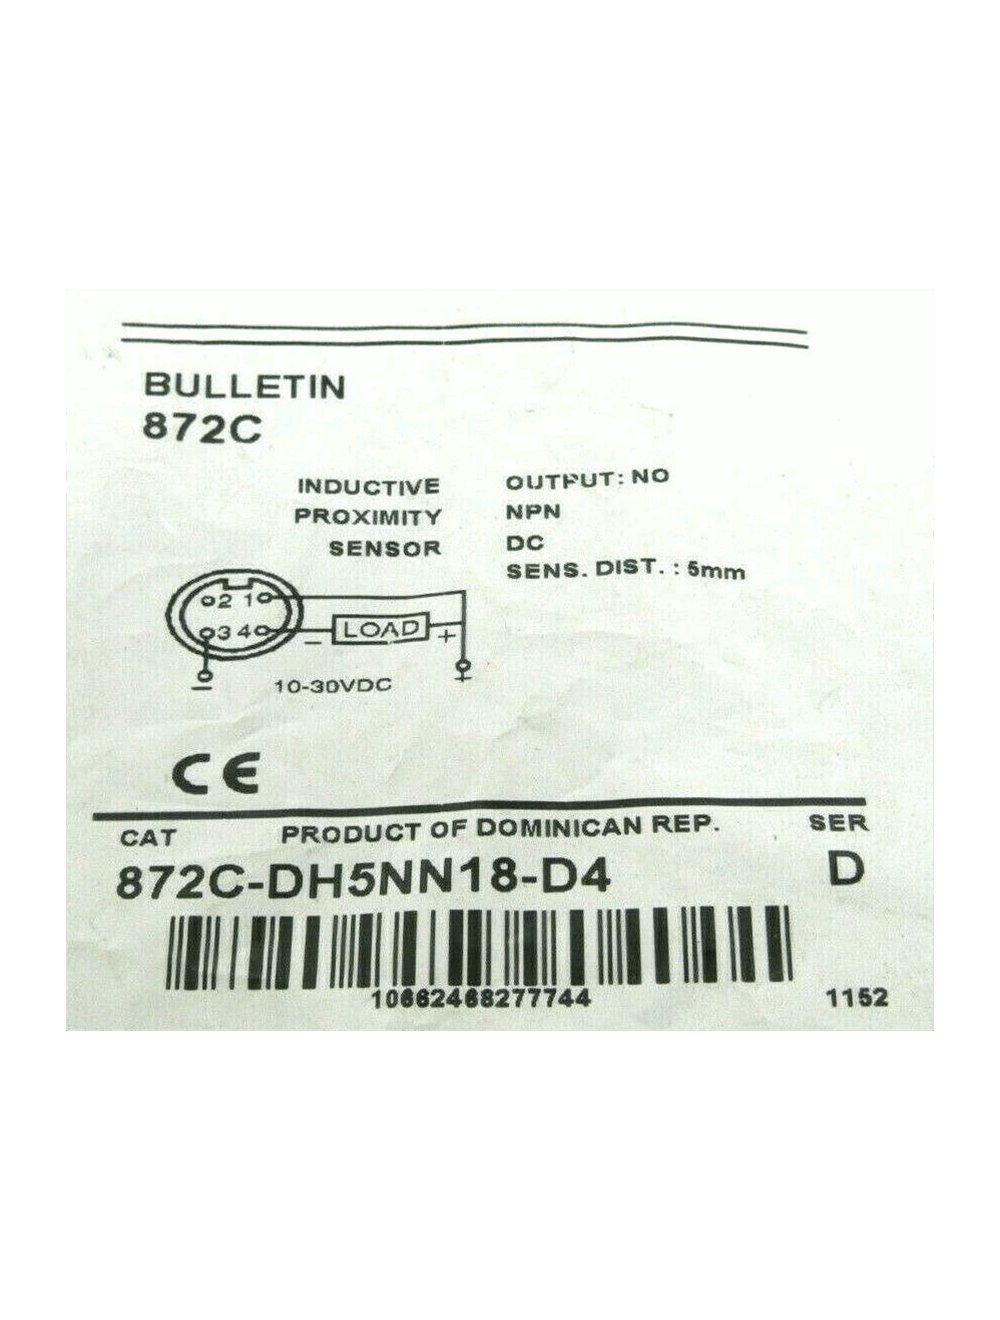 BULLETIN
872C
INDUCTIVE OUTPUT: NO
PROXIMITY NPN
SENSOR DC
SENS. DIST. : 5mm
2 1
3 4 - LOAD +
- 10-30VDC +
CE
CAT PRODUCT OF DOMINICAN REP. SER
872C-DH5NN18-D4 D
10662468277744 1152